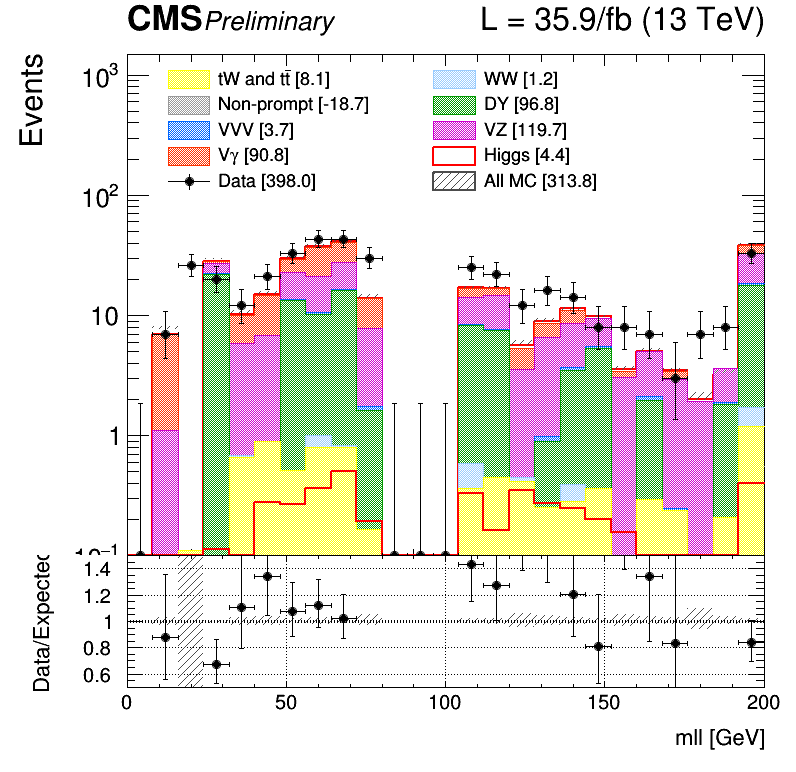 CMS Preliminary L = 35.9/fb (13 TeV)
Events
10³
10²
10
1
10⁻¹
tW and tt̄ [8.1]
Non-prompt [-18.7]
VVV [3.7]
Vγ [90.8]
Data [398.0]
WW [1.2]
DY [96.8]
VZ [119.7]
Higgs [4.4]
All MC [313.8]
Data/Expected
1.4
1.2
1
0.8
0.6
0 50 100 150 200
mll [GeV]